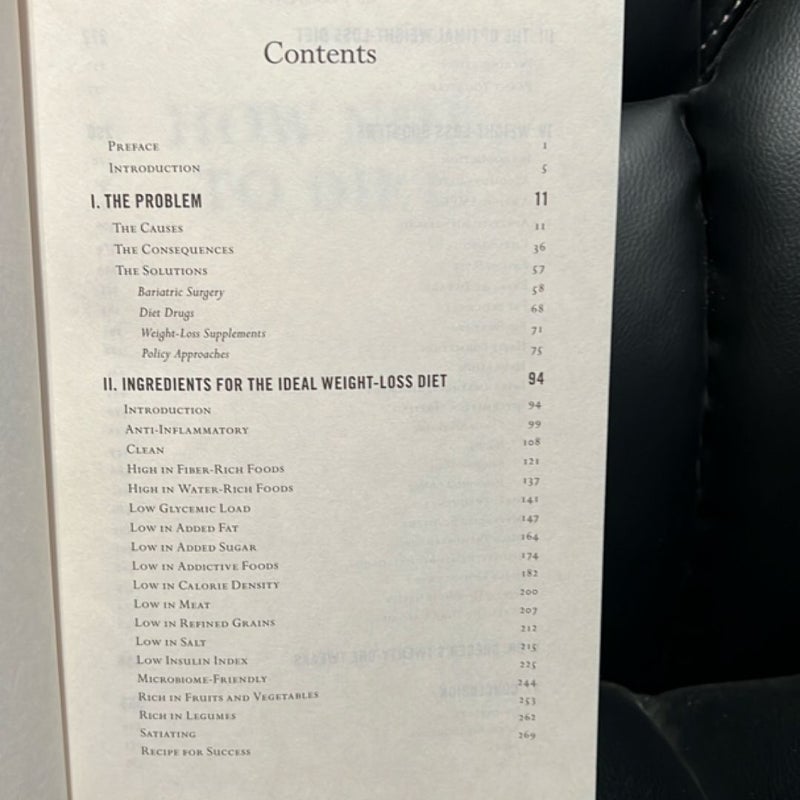 Contents
PREFACE 1
INTRODUCTION 5
I. THE PROBLEM 11
THE CAUSES 11
THE CONSEQUENCES 36
THE SOLUTIONS 57
Bariatric Surgery 58
Diet Drugs 68
Weight-Loss Supplements 71
Policy Approaches 75
II. INGREDIENTS FOR THE IDEAL WEIGHT-LOSS DIET 94
INTRODUCTION 94
ANTI-INFLAMMATORY 99
CLEAN 108
HIGH IN FIBER-RICH FOODS 121
HIGH IN WATER-RICH FOODS 137
LOW GLYCEMIC LOAD 141
LOW IN ADDED FAT 147
LOW IN ADDED SUGAR 164
LOW IN ADDICTIVE FOODS 174
LOW IN CALORIE DENSITY 182
LOW IN MEAT 200
LOW IN REFINED GRAINS 207
LOW IN SALT 212
LOW INSULIN INDEX 215
MICROBIOME-FRIENDLY 225
RICH IN FRUITS AND VEGETABLES 244
RICH IN LEGUMES 253
SATIATING 262
RECIPE FOR SUCCESS 269